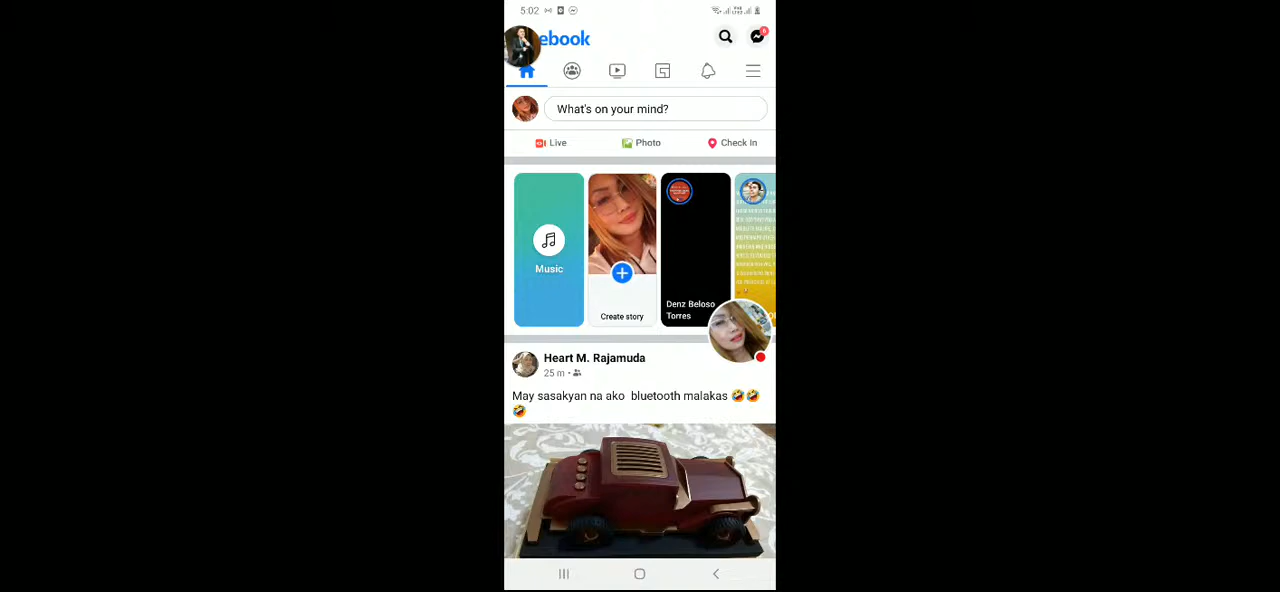 5:02
ebook
What's on your mind?
Live
Photo
Check In
Music
Create story
Denz Beloso
Torres
Heart M. Rajamuda
25 m •
May sasakyan na ako bluetooth malakas 🤣🤣
🤣